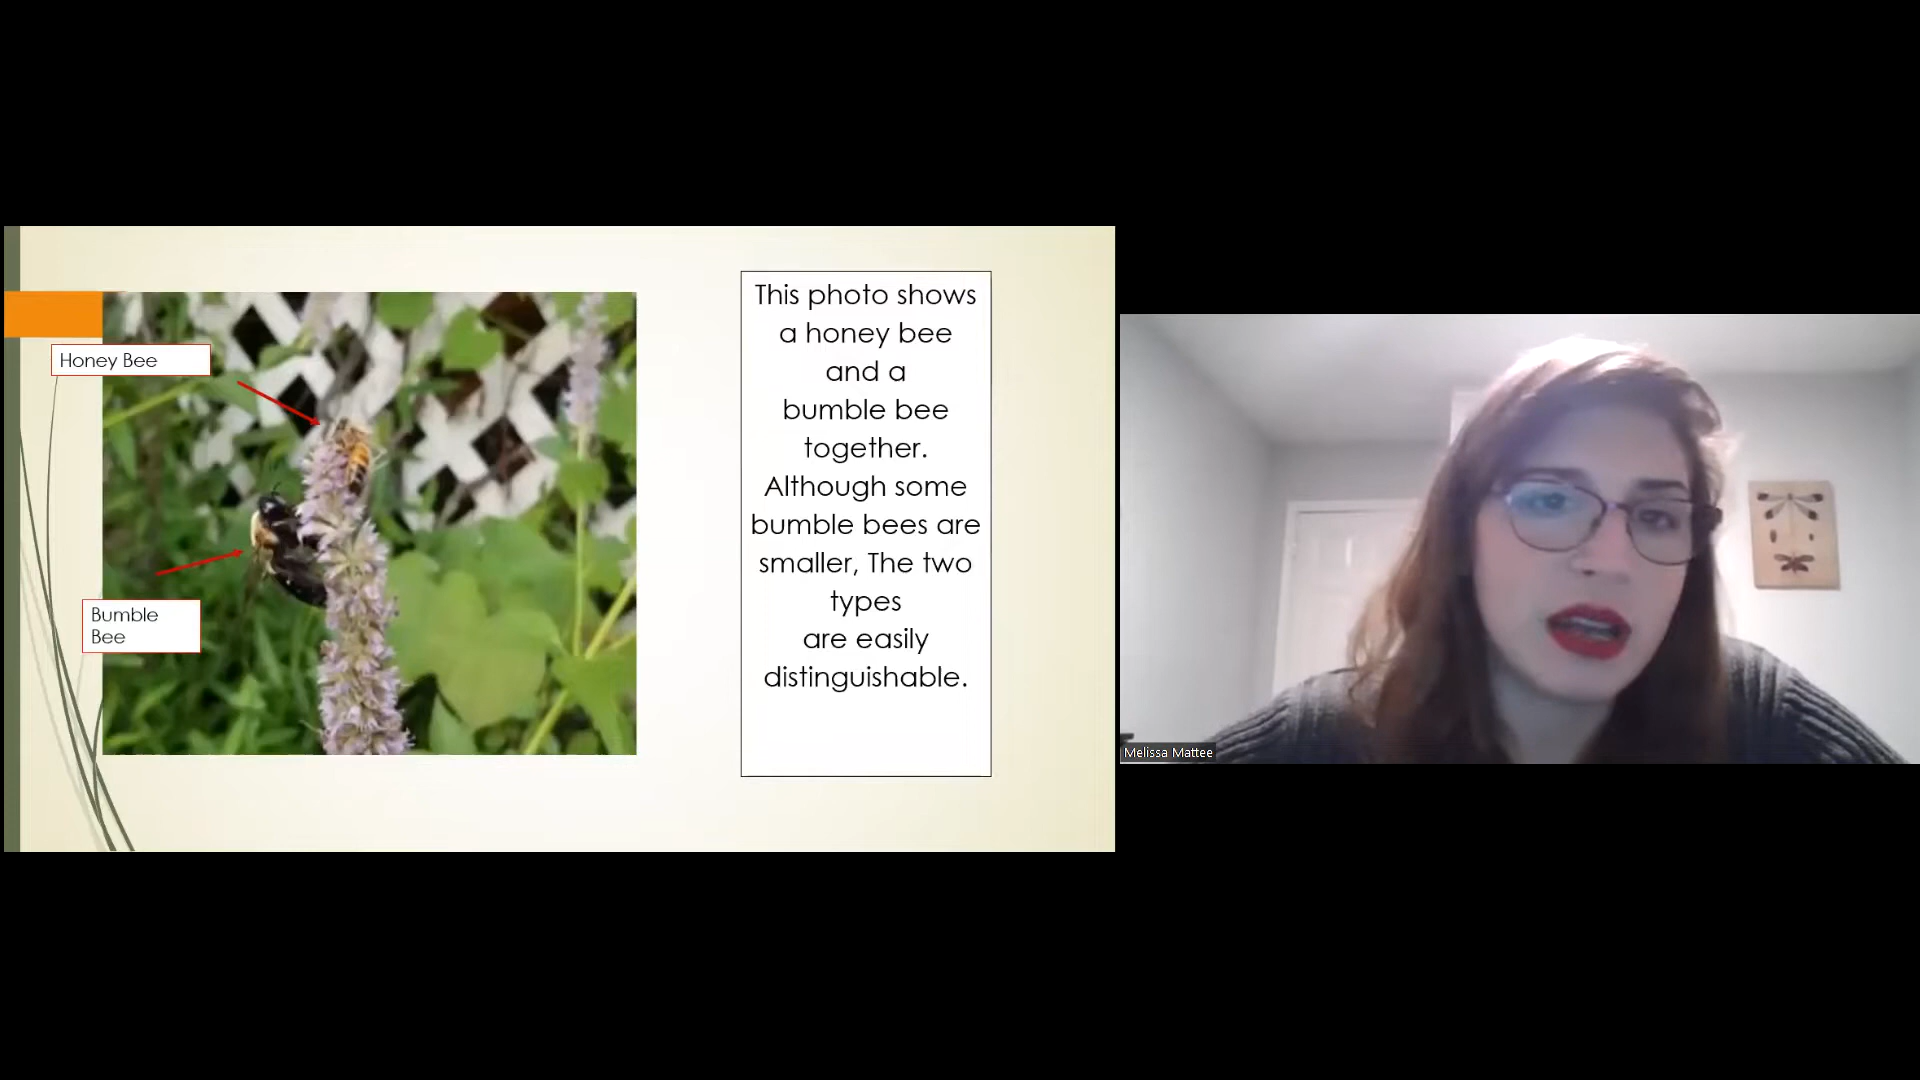 Honey Bee
Bumble
Bee
This photo shows
a honey bee
and a
bumble bee
together.
Although some
bumble bees are
smaller, The two
types
are easily
distinguishable.
Melissa Mattee